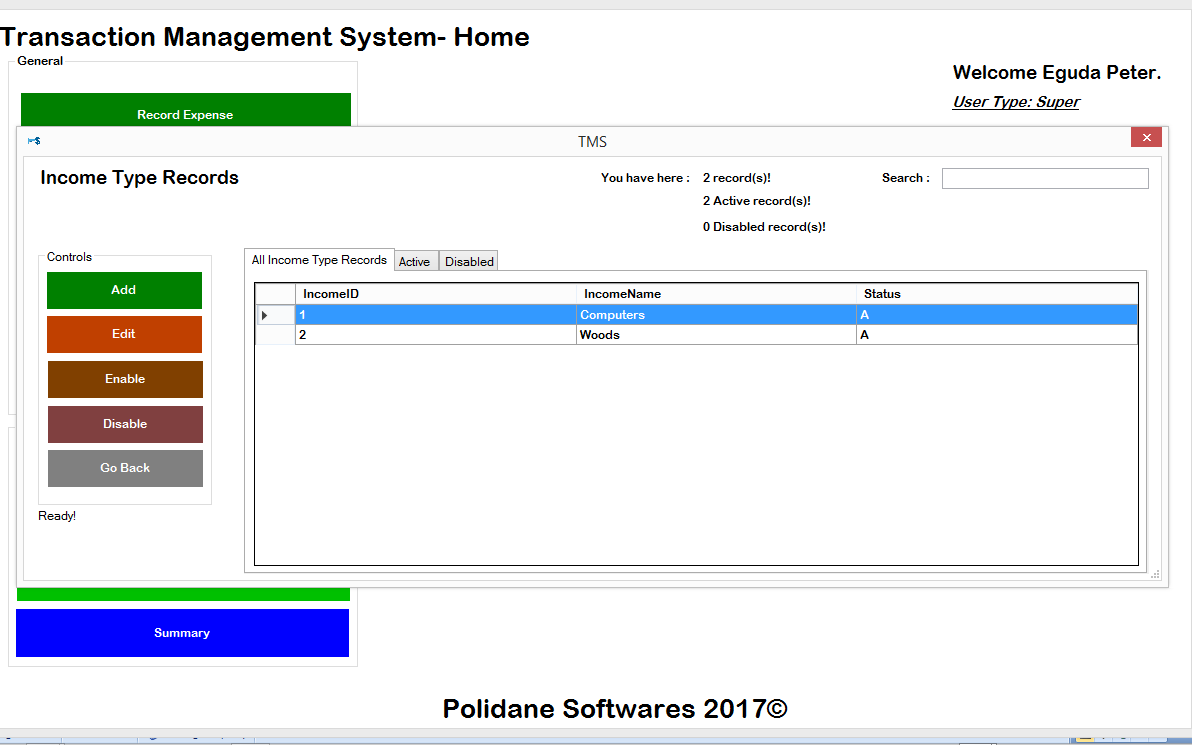 Transaction Management System- Home
General
Welcome Eguda Peter.
User Type: Super
Record Expense
TMS
Income Type Records
You have here : 2 record(s)!
Search :
2 Active record(s)!
0 Disabled record(s)!
Controls
Add
Edit
Enable
Disable
Go Back
Ready!
All Income Type Records Active Disabled
IncomeID IncomeName Status
1 Computers A
2 Woods A
Summary
Polidane Softwares 2017©